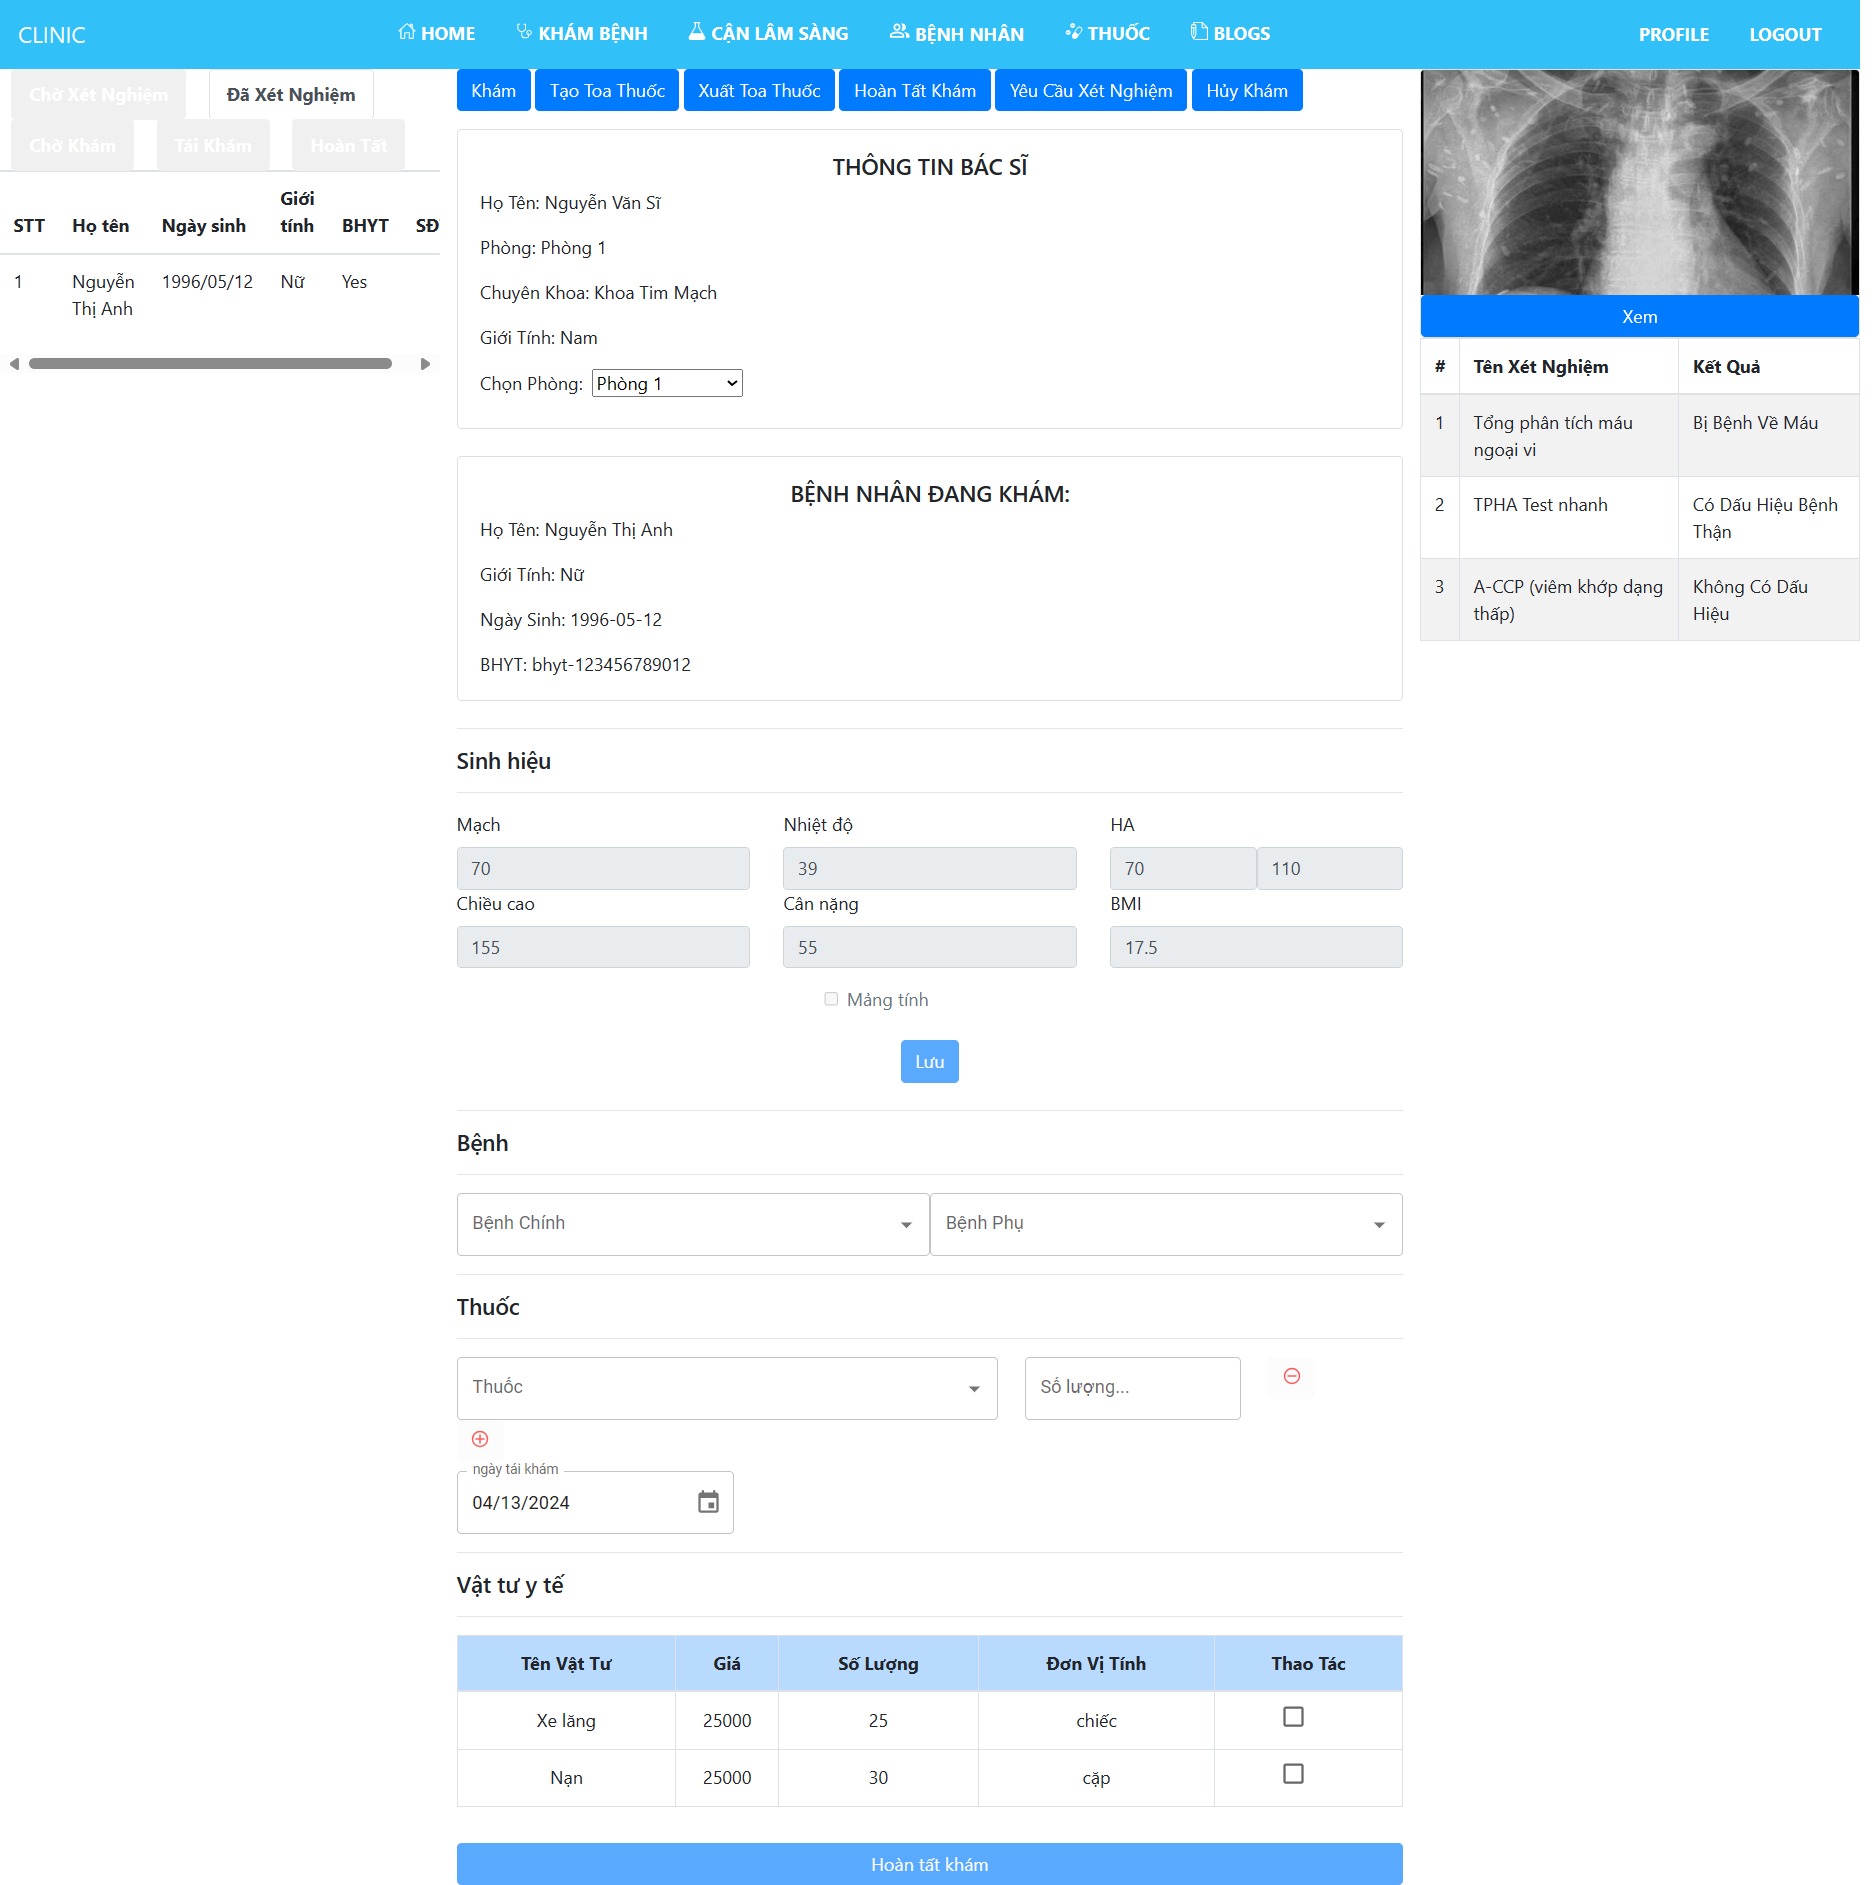 CLINIC
HOME
KHÁM BỆNH
CẬN LÂM SÀNG
BỆNH NHÂN
THUỐC
BLOGS
PROFILE
LOGOUT
Chờ Xét Nghiệm
Đã Xét Nghiệm
Chờ Khám
Tái Khám
Hoàn Tất
STT Họ tên Ngày sinh Giới tính BHYT SĐ
1 Nguyễn Thị Anh 1996/05/12 Nữ Yes
Khám
Tạo Toa Thuốc
Xuất Toa Thuốc
Hoàn Tất Khám
Yêu Cầu Xét Nghiệm
Hủy Khám
THÔNG TIN BÁC SĨ
Họ Tên: Nguyễn Văn Sĩ
Phòng: Phòng 1
Chuyên Khoa: Khoa Tim Mạch
Giới Tính: Nam
Chọn Phòng: Phòng 1
BỆNH NHÂN ĐANG KHÁM:
Họ Tên: Nguyễn Thị Anh
Giới Tính: Nữ
Ngày Sinh: 1996-05-12
BHYT: bhyt-123456789012
Sinh hiệu
Mạch Nhiệt độ HA
70 39 70 110
Chiều cao Cân nặng BMI
155 55 17.5
Mảng tính
Lưu
Bệnh
Bệnh Chính
Bệnh Phụ
Thuốc
Thuốc
Số lượng...
ngày tái khám
04/13/2024
Vật tư y tế
Tên Vật Tư Giá Số Lượng Đơn Vị Tính Thao Tác
Xe lăng 25000 25 chiếc
Nạn 25000 30 cặp
Hoàn tất khám
Xem
# Tên Xét Nghiệm Kết Quả
1 Tổng phân tích máu ngoại vi Bị Bệnh Về Máu
2 TPHA Test nhanh Có Dấu Hiệu Bệnh Thận
3 A-CCP (viêm khớp dạng thấp) Không Có Dấu Hiệu